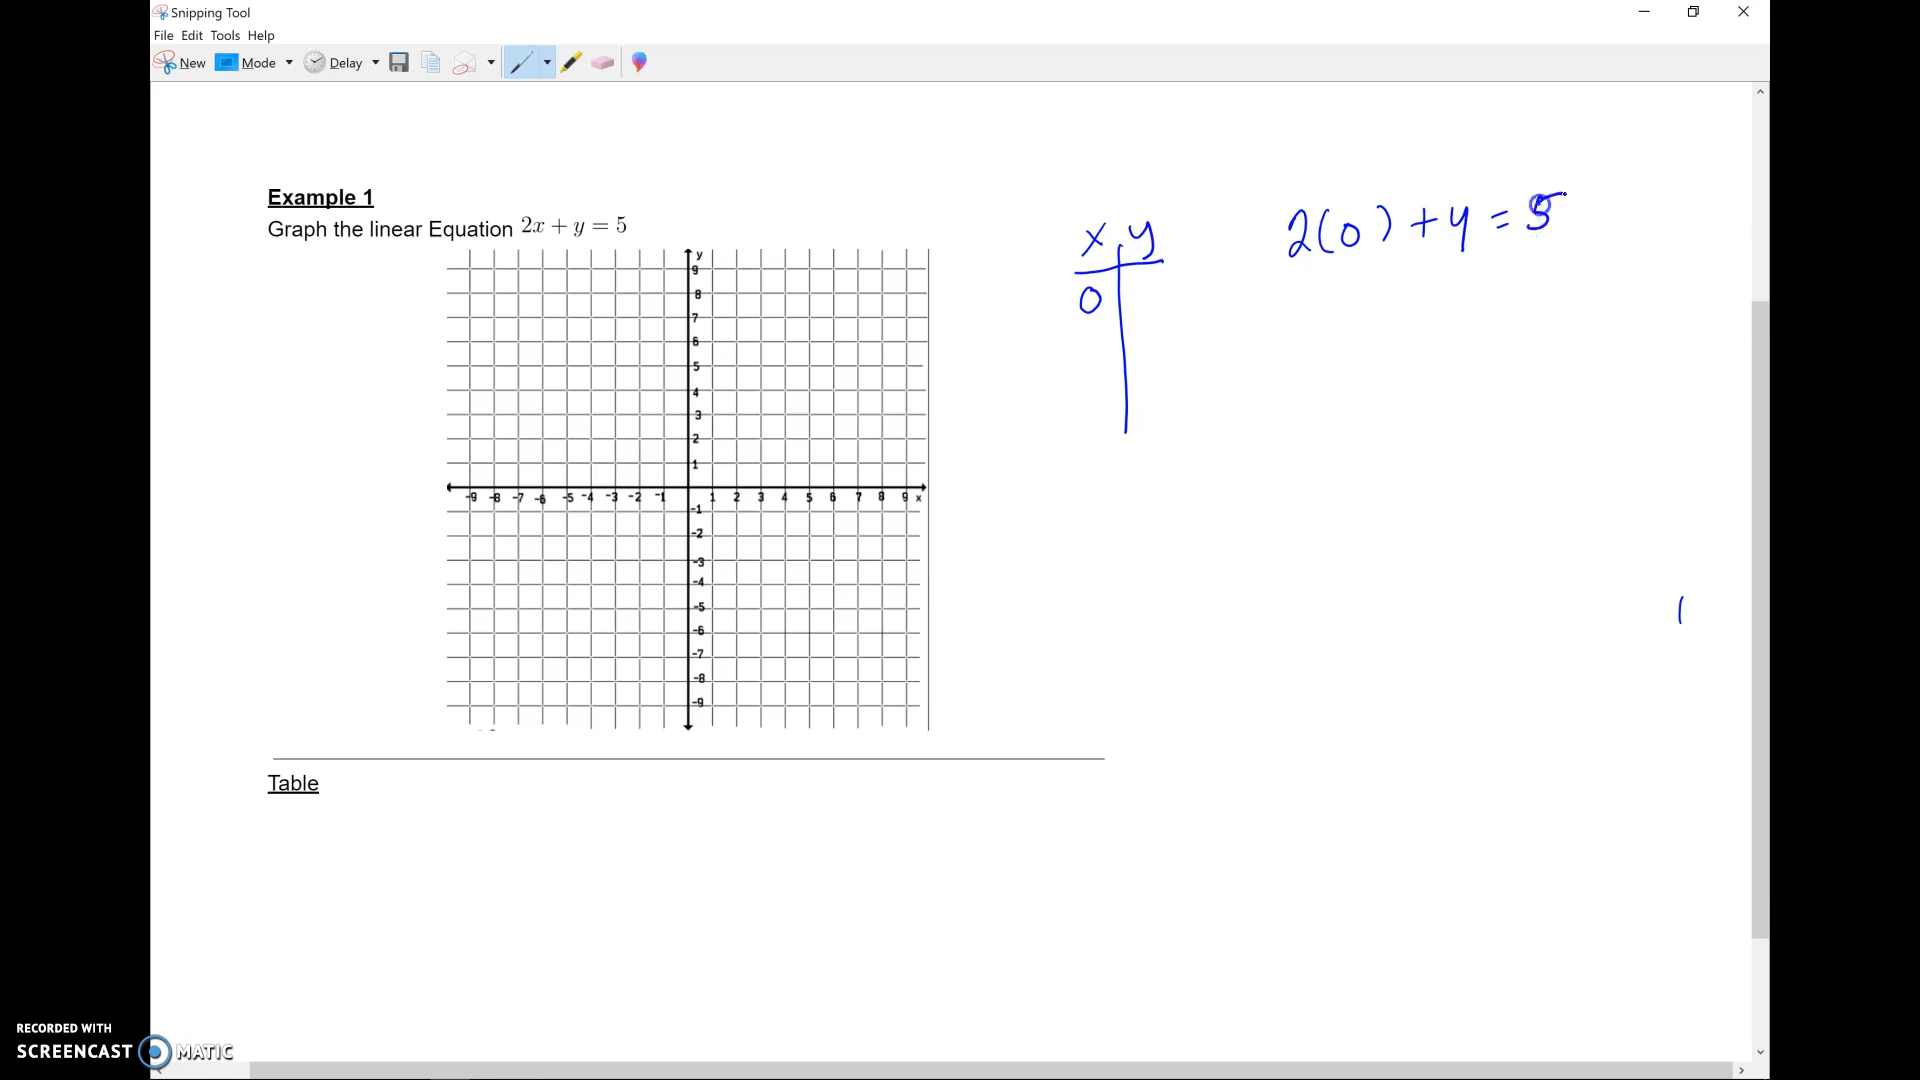 Snipping Tool
File Edit Tools Help
New Mode Delay
Example 1
Graph the linear Equation 2x + y = 5
x y
0
2(0) + y = 5
y
9
8
7
6
5
4
3
2
1
-9 -8 -7 -6 -5 -4 -3 -2 -1 1 2 3 4 5 6 7 8 9 x
-1
-2
-3
-4
-5
-6
-7
-8
-9
Table
RECORDED WITH
SCREENCAST MATIC